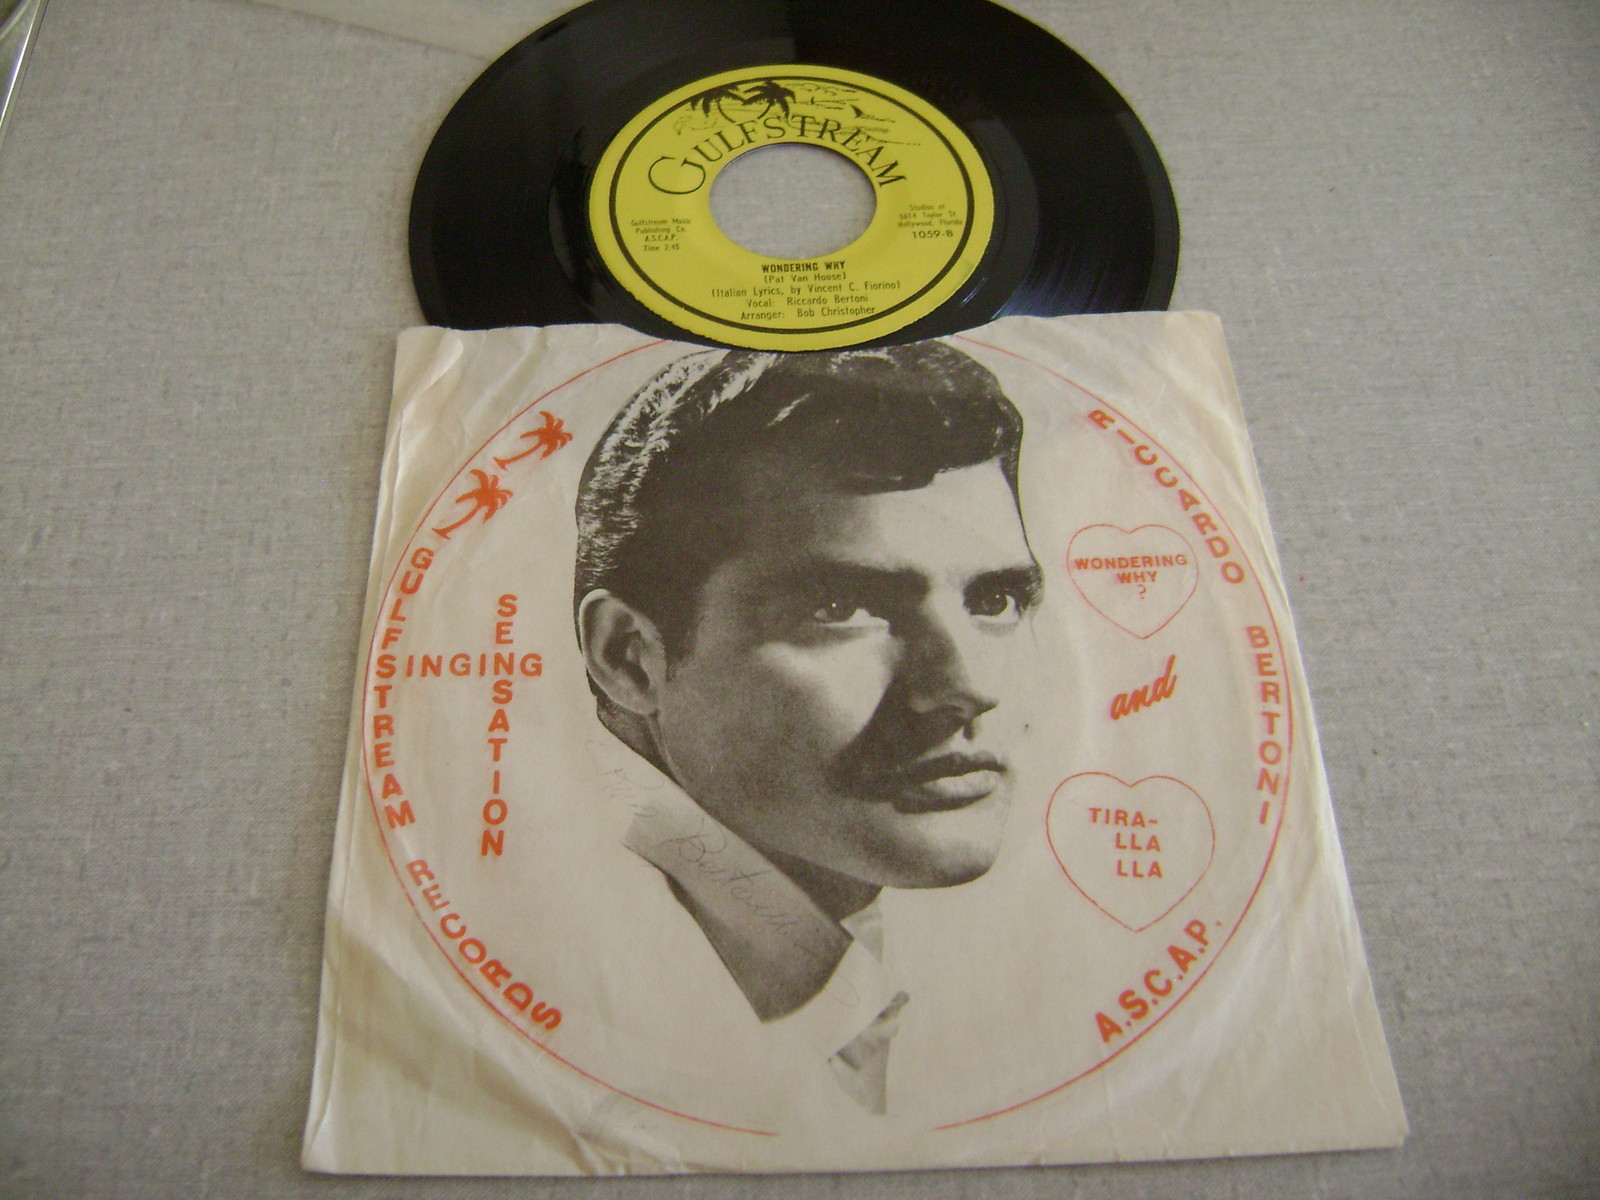 GULFSTREAM
Gulfstream Music
Publishing Co.
A.S.C.A.P.
Time 2:45
Studios at
5614 Taylor St.
Hollywood, Florida
1059-B
WONDERING WHY
(Pat Van Hoose)
(Italian Lyrics, by Vincent C. Fiorino)
Vocal: Riccardo Bertoni
Arranger: Bob Christopher
GULFSTREAM RECORDS
SINGING
SENSATION
RICCARDO BERTONI
WONDERING
WHY
?
and
TIRA-
LLA
LLA
A.S.C.A.P.